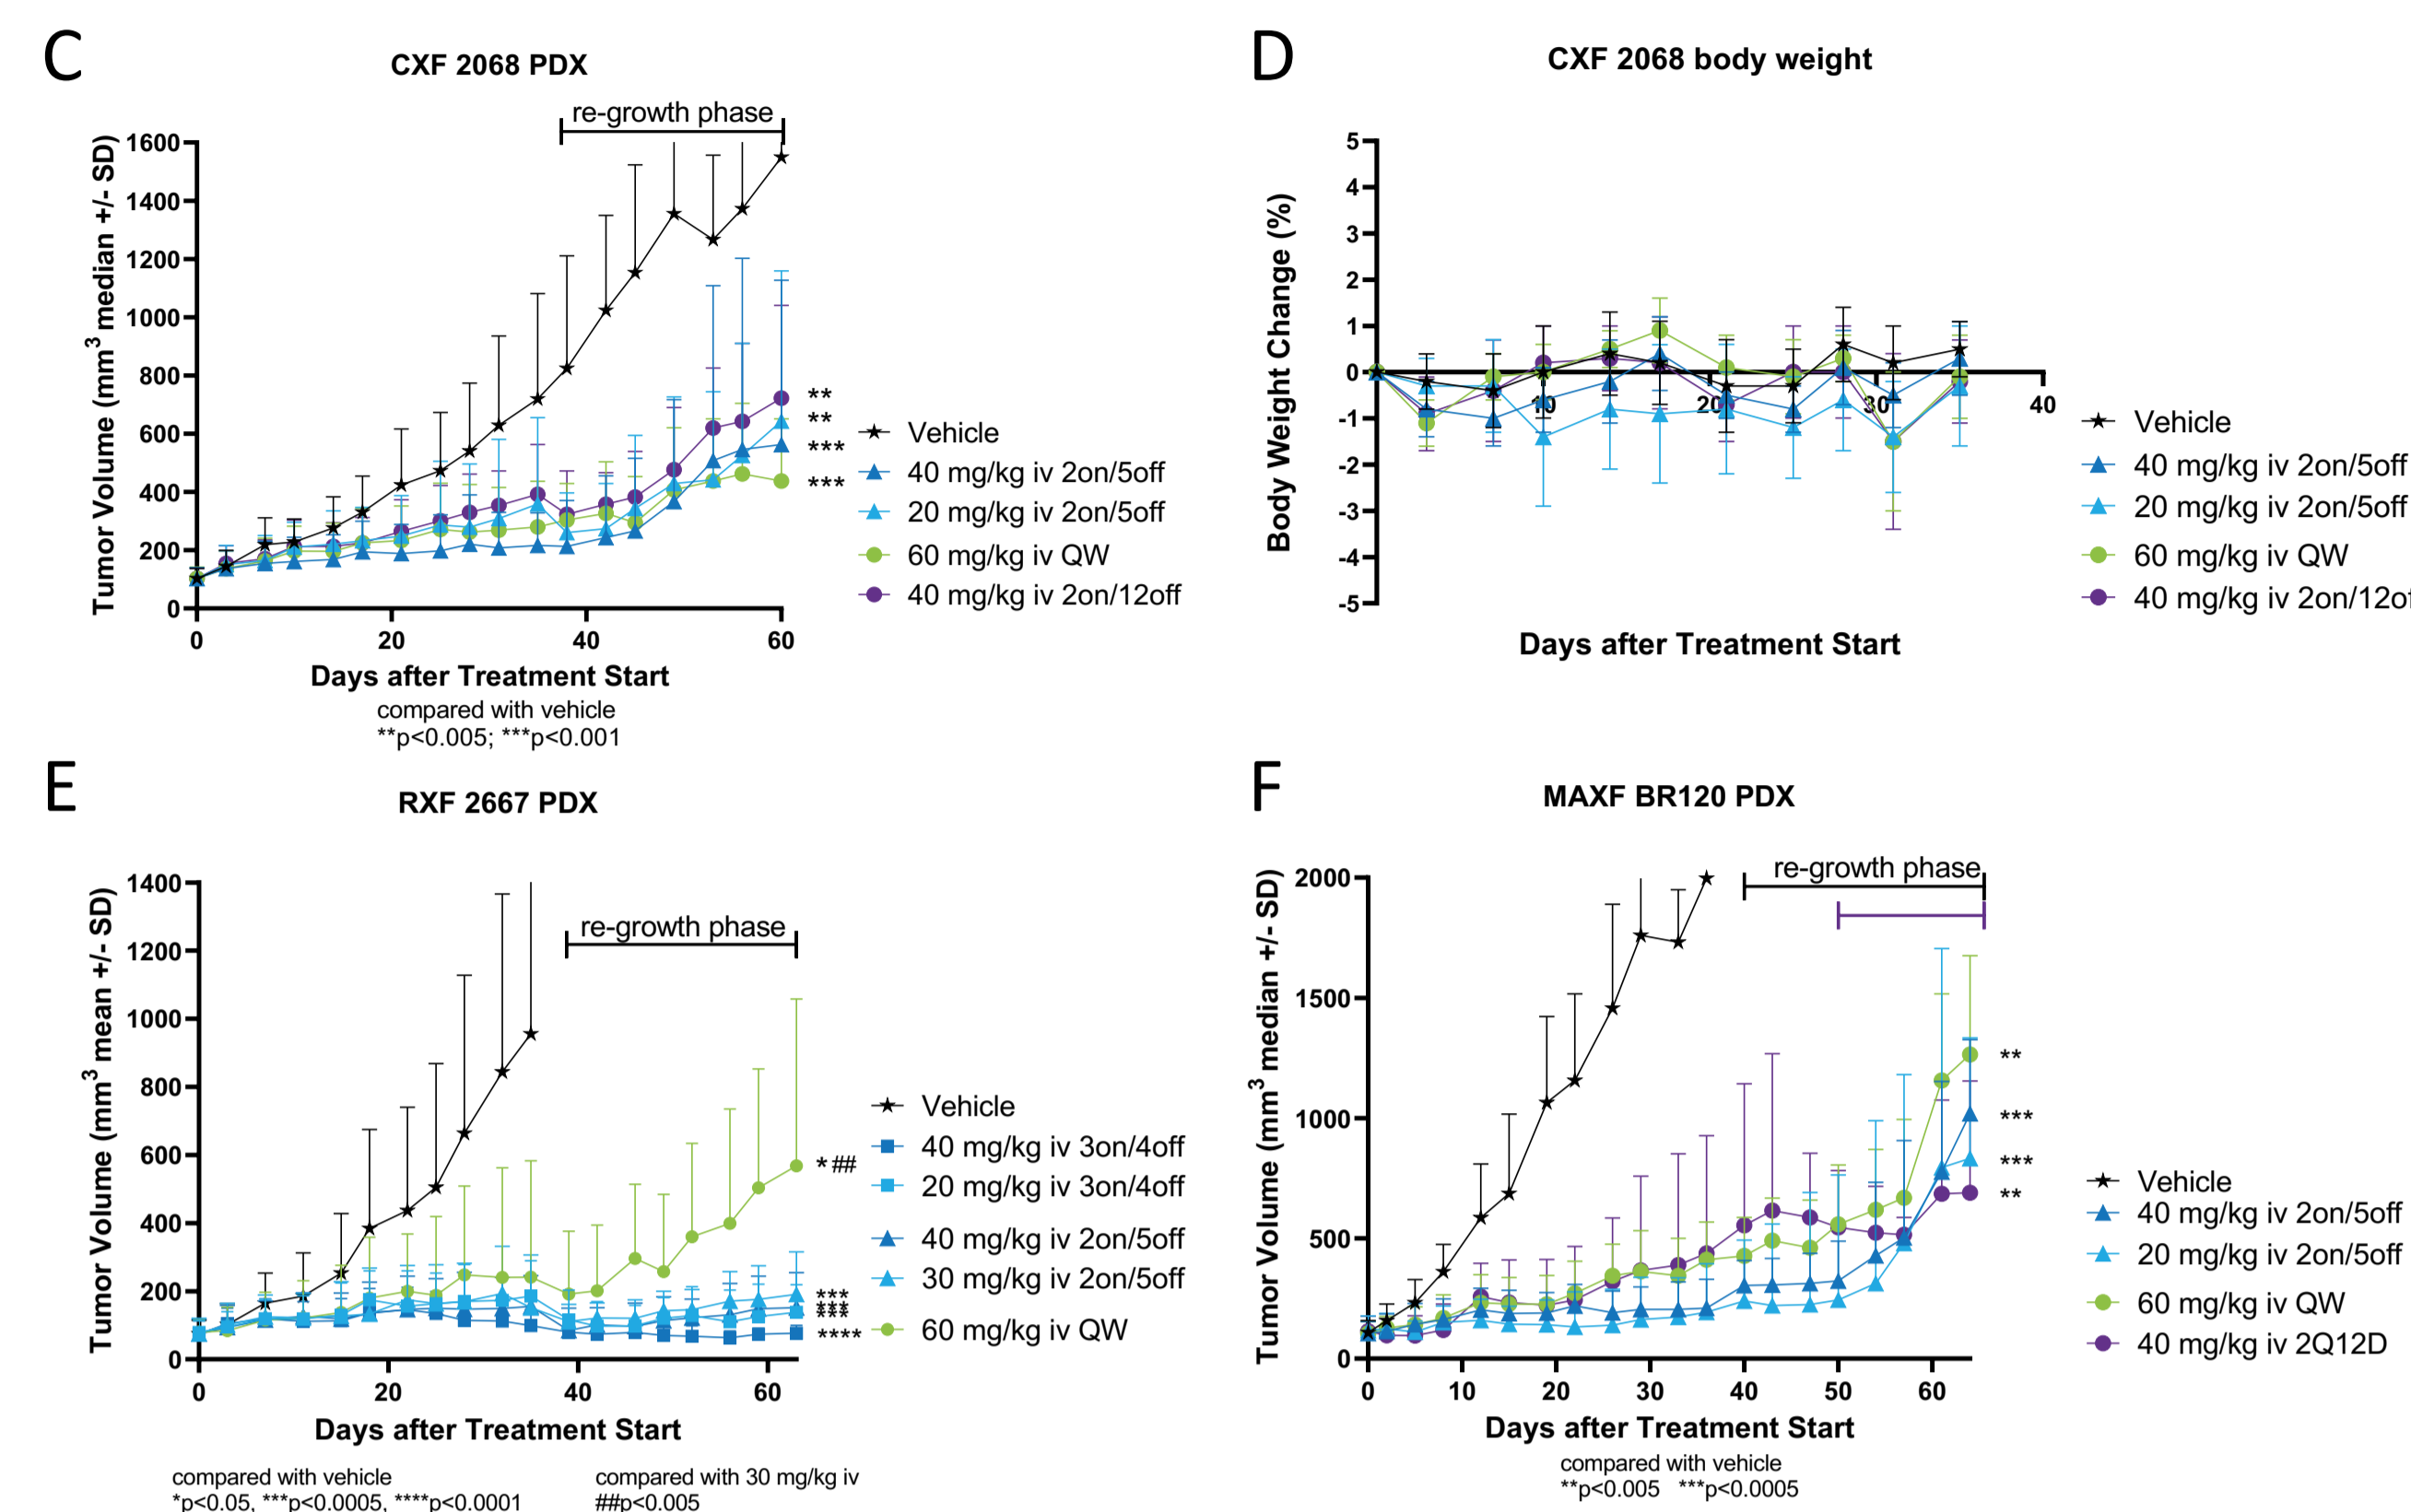 C
CXF 2068 PDX
re-growth phase
Tumor Volume (mm3 median +/- SD)
1600
1400
1200
1000
800
600
400
200
0
0 20 40 60
**
**
***
***
Vehicle
40 mg/kg iv 2on/5off
20 mg/kg iv 2on/5off
60 mg/kg iv QW
40 mg/kg iv 2on/12off
Days after Treatment Start
compared with vehicle
**p<0.005; ***p<0.001
D
CXF 2068 body weight
Body Weight Change (%)
5
4
3
2
1
0
-1
-2
-3
-4
-5
10 20 30 40
Vehicle
40 mg/kg iv 2on/5off
20 mg/kg iv 2on/5off
60 mg/kg iv QW
40 mg/kg iv 2on/12of
Days after Treatment Start
E
RXF 2667 PDX
re-growth phase
Tumor Volume (mm3 mean +/- SD)
1400
1200
1000
800
600
400
200
0
0 20 40 60
* ##
***
***
***
****
Vehicle
40 mg/kg iv 3on/4off
20 mg/kg iv 3on/4off
40 mg/kg iv 2on/5off
30 mg/kg iv 2on/5off
60 mg/kg iv QW
Days after Treatment Start
compared with vehicle
*p<0.05, ***p<0.0005, ****p<0.0001
compared with 30 mg/kg iv
##p<0.005
F
MAXF BR120 PDX
re-growth phase
Tumor Volume (mm3 median +/- SD)
2000
1500
1000
500
0
0 10 20 30 40 50 60
**
***
***
**
Vehicle
40 mg/kg iv 2on/5off
20 mg/kg iv 2on/5off
60 mg/kg iv QW
40 mg/kg iv 2Q12D
Days after Treatment Start
compared with vehicle
**p<0.005 ***p<0.0005